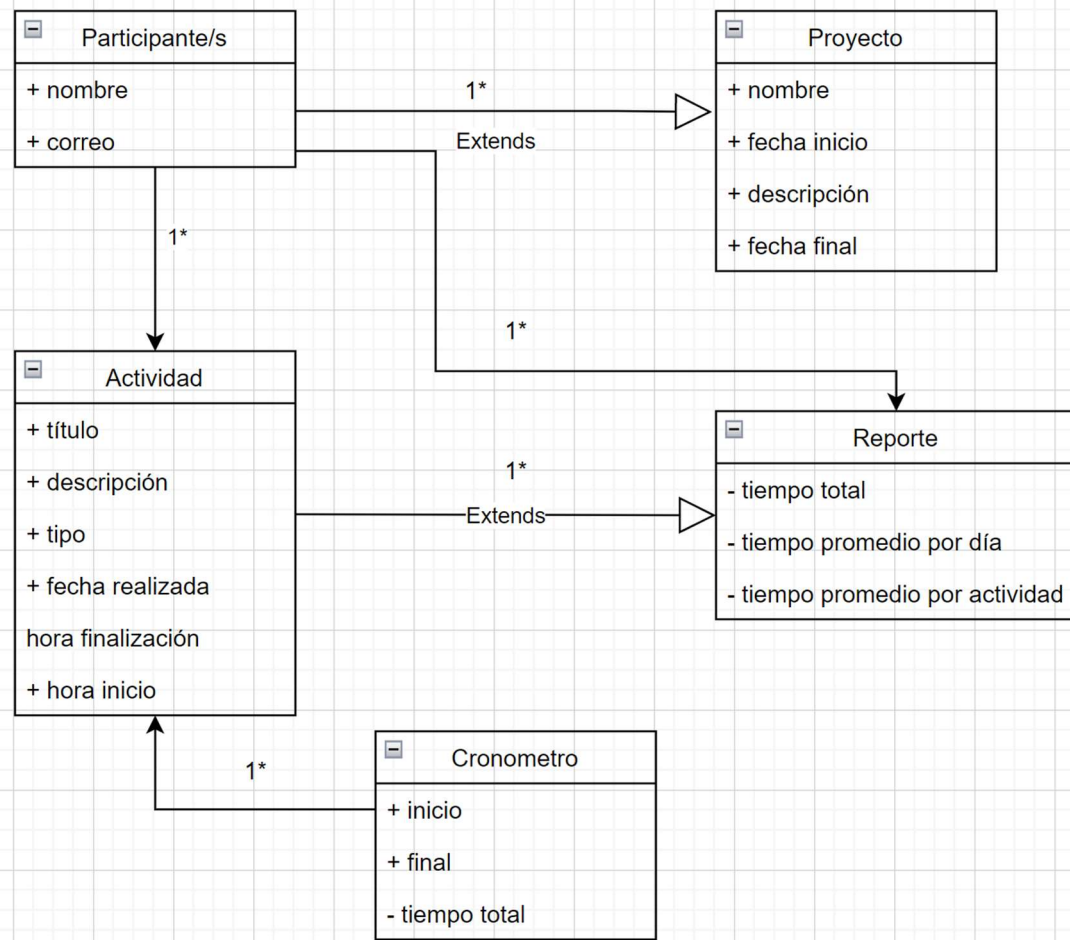 Participante/s
+ nombre
+ correo
1*
Extends
Proyecto
+ nombre
+ fecha inicio
+ descripción
+ fecha final
1*
1*
Actividad
+ título
+ descripción
+ tipo
+ fecha realizada
hora finalización
+ hora inicio
1*
Extends
Reporte
- tiempo total
- tiempo promedio por día
- tiempo promedio por actividad
1*
Cronometro
+ inicio
+ final
- tiempo total